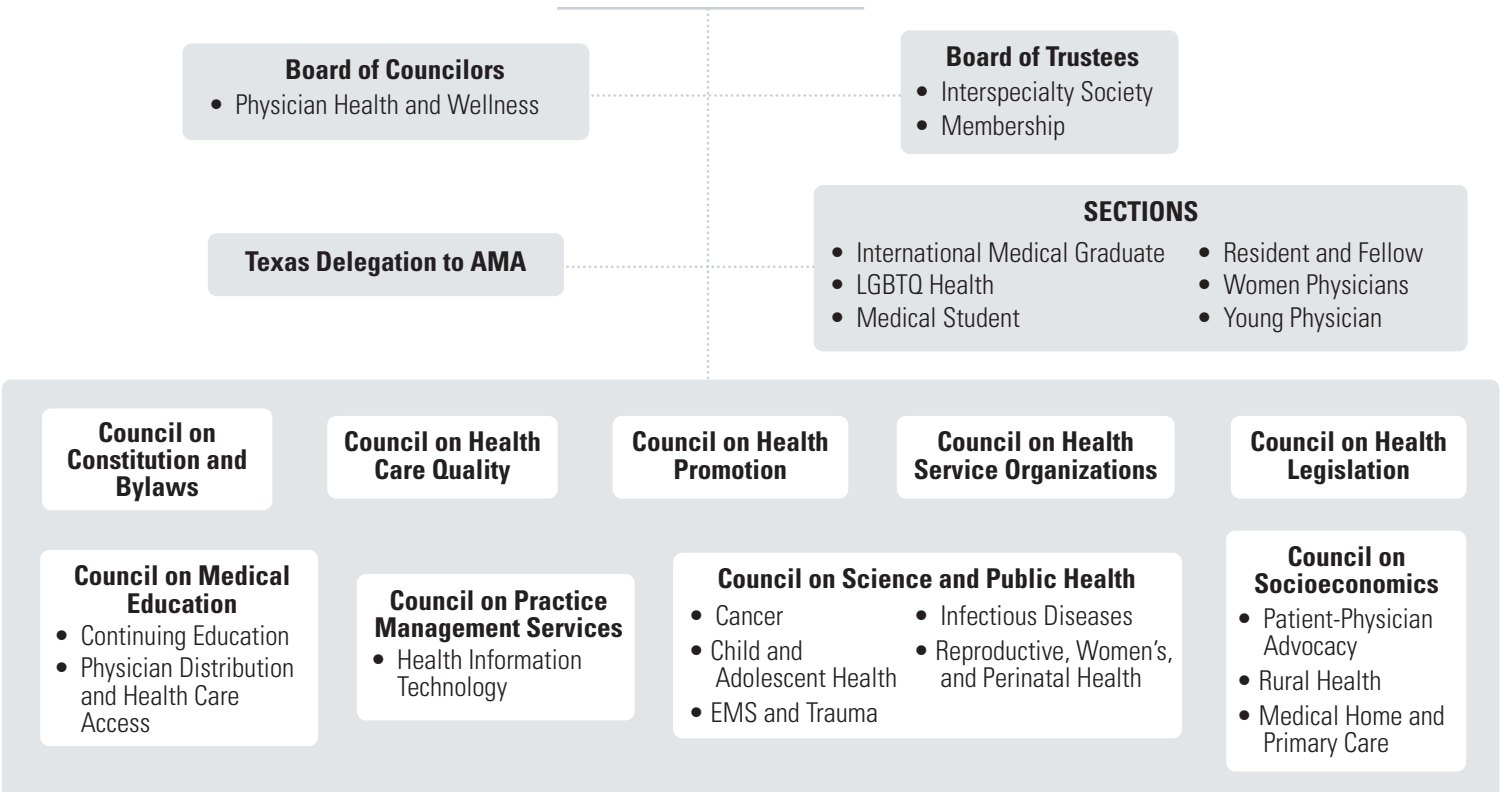 Board of Councilors
• Physician Health and Wellness
Board of Trustees
• Interspecialty Society
• Membership
Texas Delegation to AMA
SECTIONS
• International Medical Graduate
• LGBTQ Health
• Medical Student
• Resident and Fellow
• Women Physicians
• Young Physician
Council on
Constitution and
Bylaws
Council on Health
Care Quality
Council on Health
Promotion
Council on Health
Service Organizations
Council on Health
Legislation
Council on Medical
Education
• Continuing Education
• Physician Distribution
and Health Care
Access
Council on Practice
Management Services
• Health Information
Technology
Council on Science and Public Health
• Cancer
• Child and
Adolescent Health
• EMS and Trauma
• Infectious Diseases
• Reproductive, Women’s,
and Perinatal Health
Council on
Socioeconomics
• Patient-Physician
Advocacy
• Rural Health
• Medical Home and
Primary Care